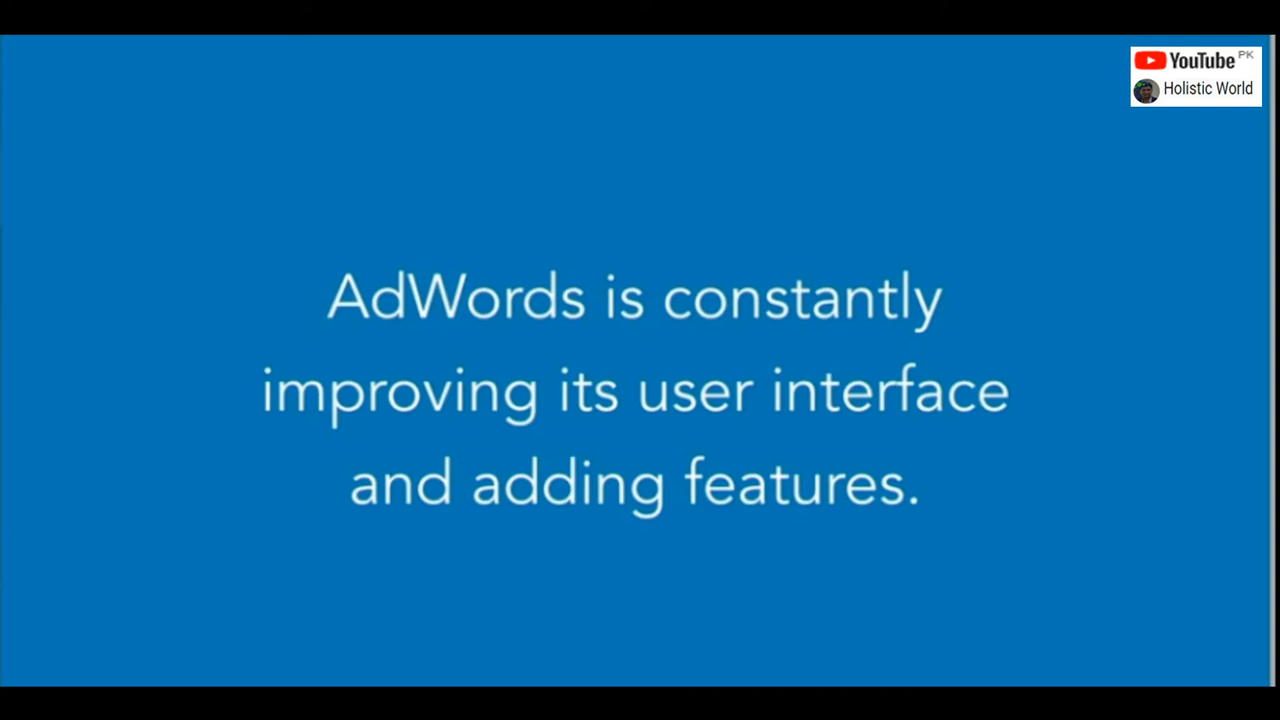 YouTube PK
Holistic World
AdWords is constantly
improving its user interface
and adding features.